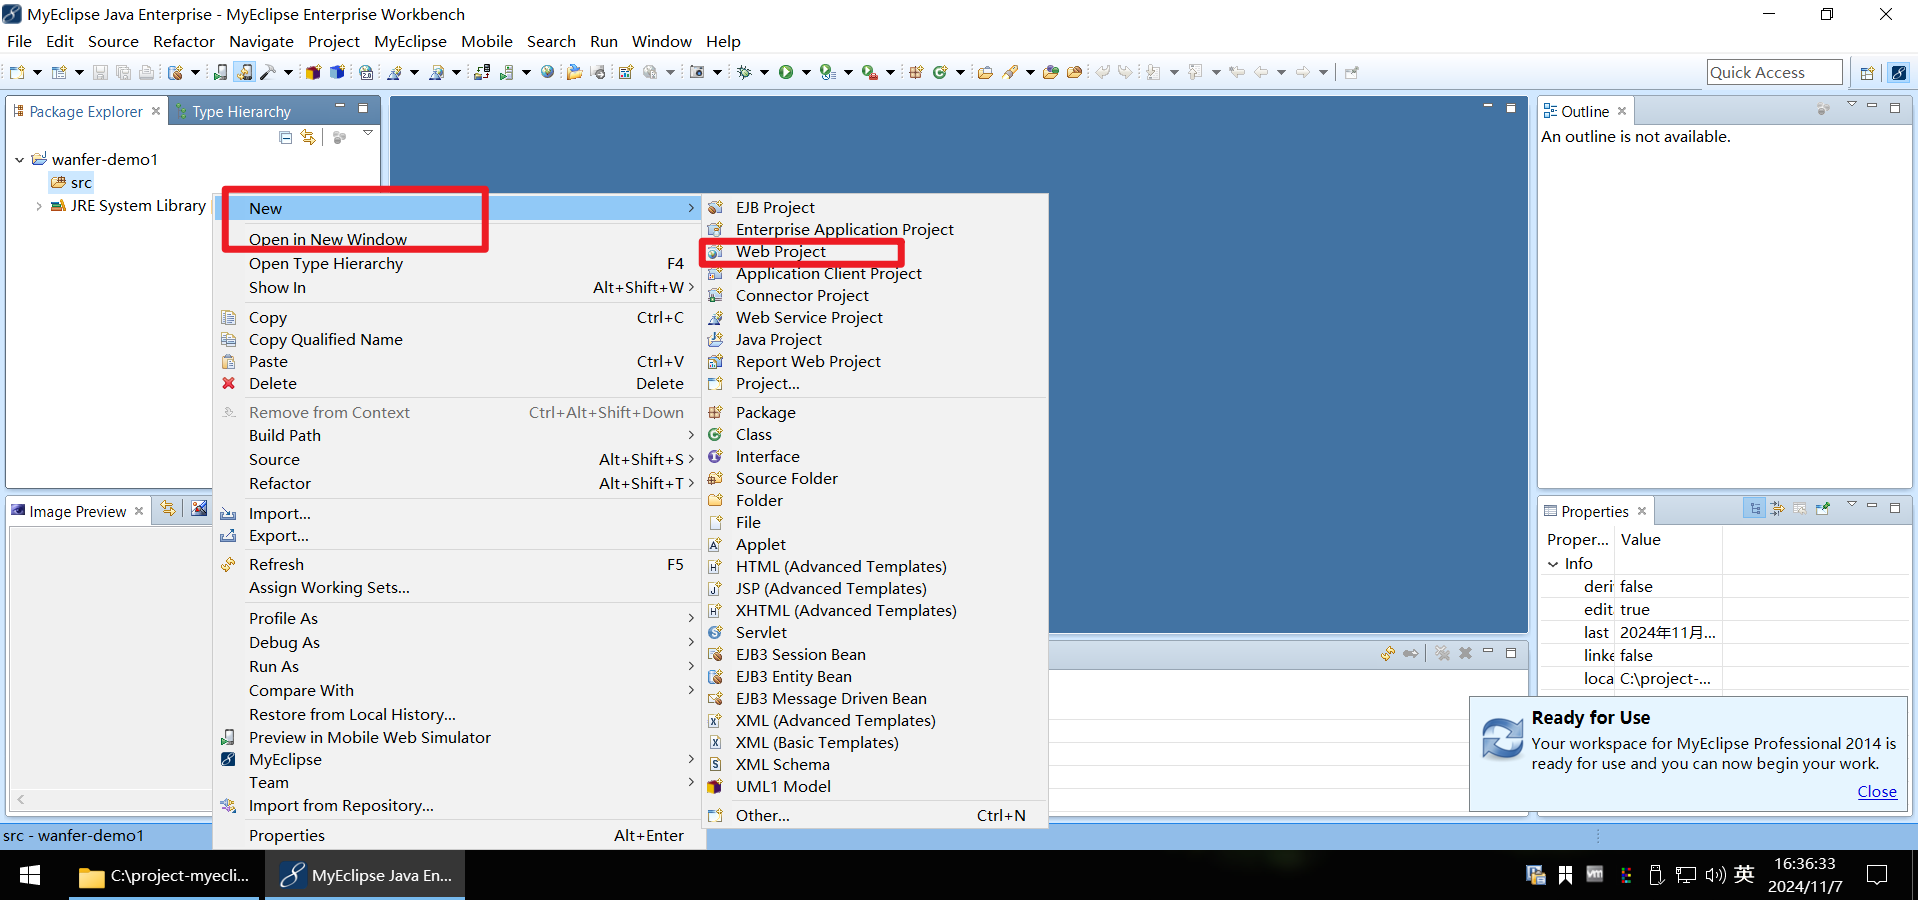 MyEclipse Java Enterprise - MyEclipse Enterprise Workbench
File Edit Source Refactor Navigate Project MyEclipse Mobile Search Run Window Help
Quick Access
Package Explorer
Type Hierarchy
wanfer-demo1
src
JRE System Library
New
Open in New Window
Open Type Hierarchy F4
Show In Alt+Shift+W
Copy Ctrl+C
Copy Qualified Name
Paste Ctrl+V
Delete Delete
Remove from Context Ctrl+Alt+Shift+Down
Build Path
Source Alt+Shift+S
Refactor Alt+Shift+T
Import...
Export...
Refresh F5
Assign Working Sets...
Profile As
Debug As
Run As
Compare With
Restore from Local History...
Preview in Mobile Web Simulator
MyEclipse
Team
Import from Repository...
Properties Alt+Enter
EJB Project
Enterprise Application Project
Web Project
Application Client Project
Connector Project
Web Service Project
Java Project
Report Web Project
Project...
Package
Class
Interface
Source Folder
Folder
File
Applet
HTML (Advanced Templates)
JSP (Advanced Templates)
XHTML (Advanced Templates)
Servlet
EJB3 Session Bean
EJB3 Entity Bean
EJB3 Message Driven Bean
XML (Advanced Templates)
XML (Basic Templates)
XML Schema
UML1 Model
Other... Ctrl+N
Outline
An outline is not available.
Image Preview
Properties
Proper... Value
Info
deri false
edit true
last 2024年11月...
linke false
loca C:\project-...
Ready for Use
Your workspace for MyEclipse Professional 2014 is
ready for use and you can now begin your work.
Close
src - wanfer-demo1
C:\project-myecli...
MyEclipse Java En...
英
16:36:33
2024/11/7